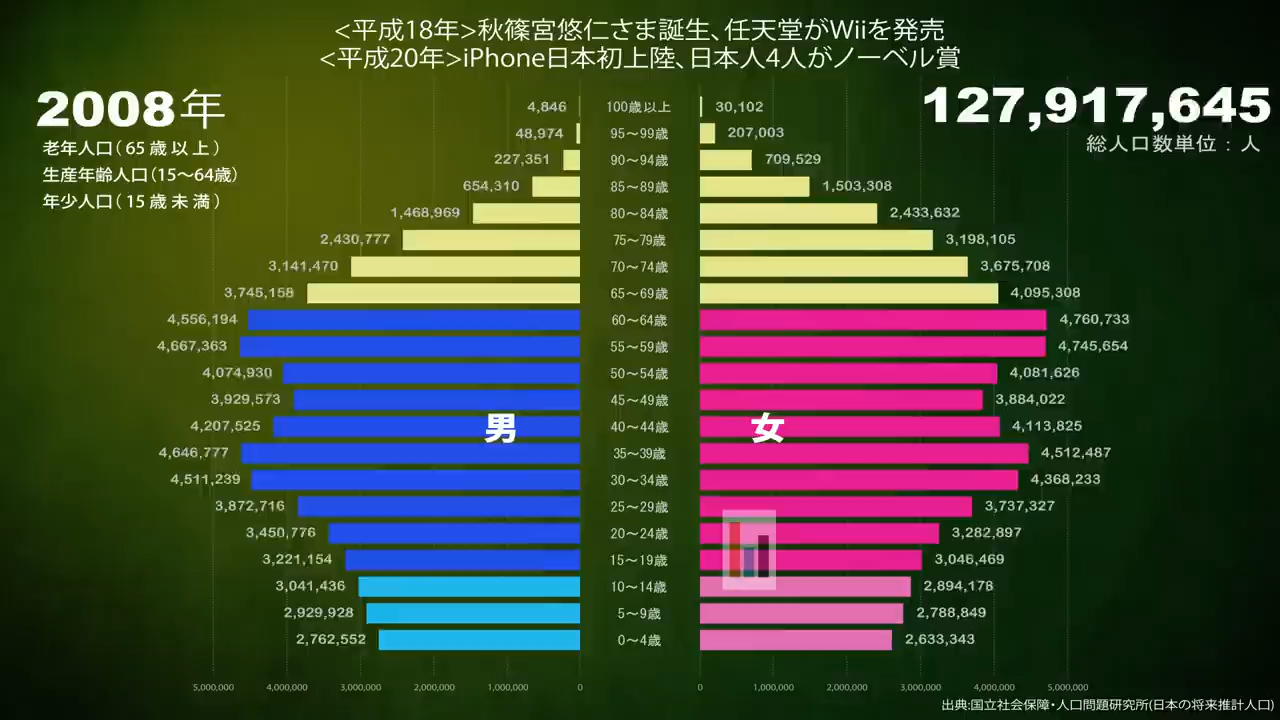 <平成18年>秋篠宮悠仁さま誕生、任天堂がWiiを発売
<平成20年>iPhone日本初上陸、日本人4人がノーベル賞
2008年
127,917,645
総人口数単位：人
老年人口(65歳以上)
生産年齢人口(15～64歳)
年少人口(15歳未満)
4,846 100歳以上 30,102
48,974 95～99歳 207,003
227,351 90～94歳 709,529
654,310 85～89歳 1,503,308
1,468,969 80～84歳 2,433,632
2,430,777 75～79歳 3,198,105
3,141,470 70～74歳 3,675,708
3,745,158 65～69歳 4,095,308
4,556,194 60～64歳 4,760,733
4,667,363 55～59歳 4,745,654
4,074,930 50～54歳 4,081,626
3,929,573 45～49歳 3,884,022
4,207,525 男 40～44歳 女 4,113,825
4,646,777 35～39歳 4,512,487
4,511,239 30～34歳 4,368,233
3,872,716 25～29歳 3,737,327
3,450,776 20～24歳 3,282,897
3,221,154 15～19歳 3,046,469
3,041,436 10～14歳 2,894,178
2,929,928 5～9歳 2,788,849
2,762,552 0～4歳 2,633,343
5,000,000 4,000,000 3,000,000 2,000,000 1,000,000 0 0 1,000,000 2,000,000 3,000,000 4,000,000 5,000,000
出典:国立社会保障・人口問題研究所(日本の将来推計人口)